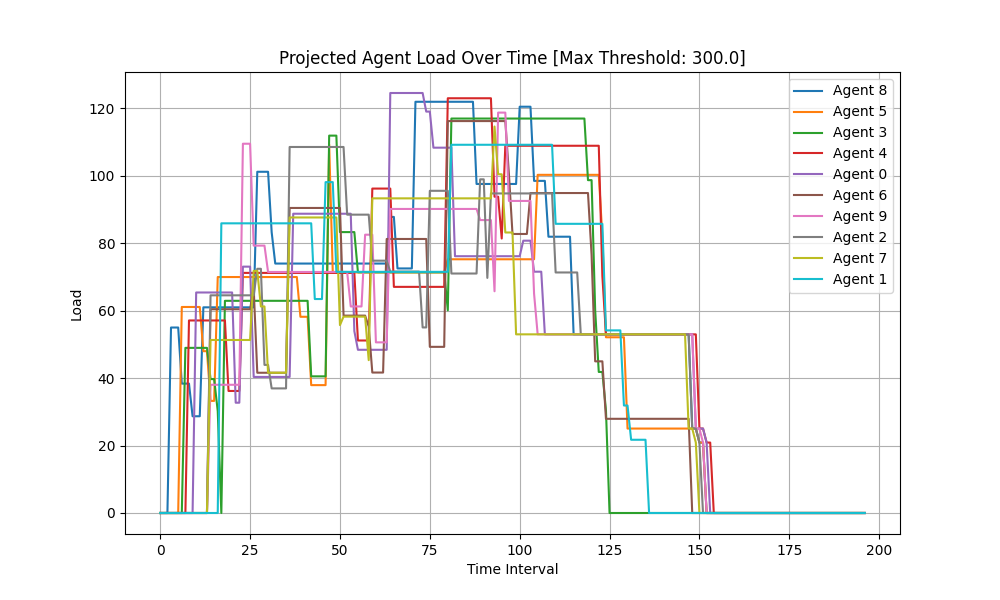 Projected Agent Load Over Time [Max Threshold: 300.0]
Load
120
100
80
60
40
20
0
0 25 50 75 100 125 150 175 200
Time Interval
Agent 8
Agent 5
Agent 3
Agent 4
Agent 0
Agent 6
Agent 9
Agent 2
Agent 7
Agent 1